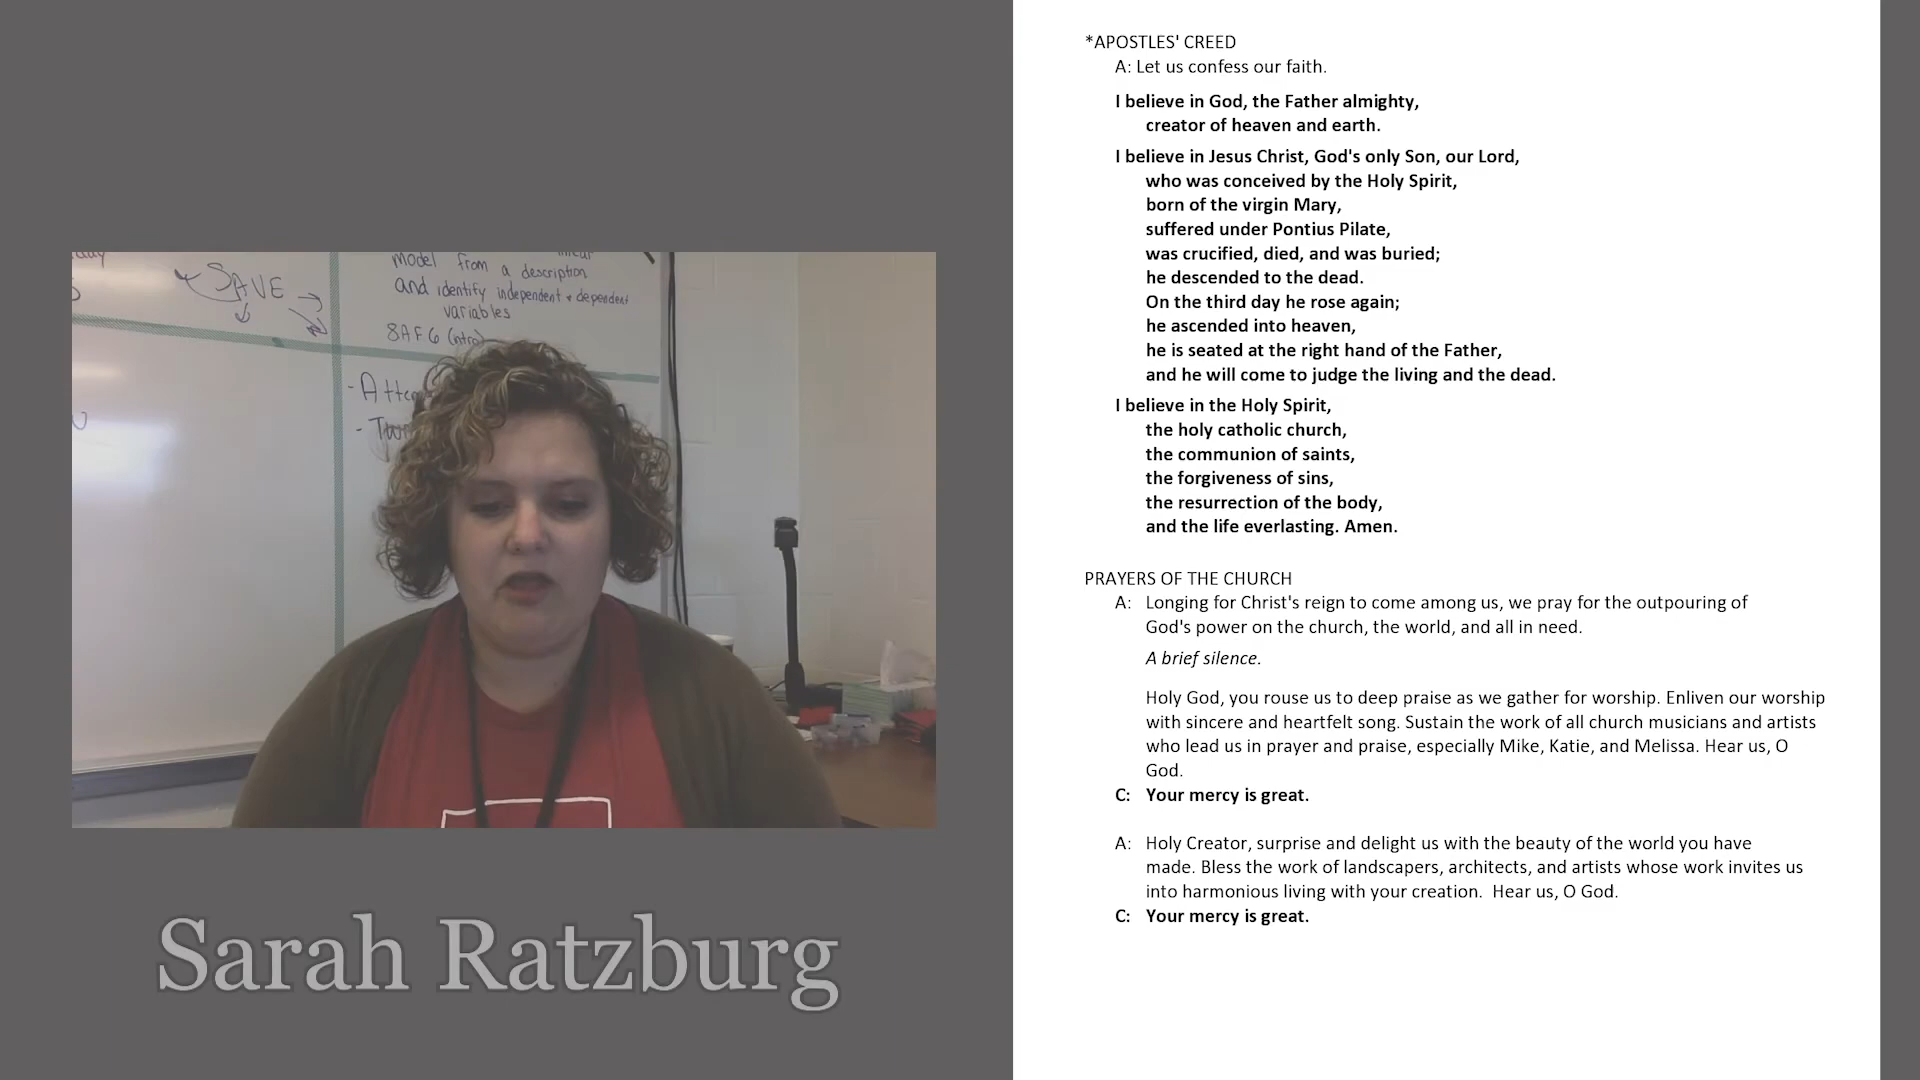 SAVE
model from a description
and identify independent + dependent
variables
8AF6 (intro)
Sarah Ratzburg
*APOSTLES' CREED
A: Let us confess our faith.
I believe in God, the Father almighty,
creator of heaven and earth.
I believe in Jesus Christ, God's only Son, our Lord,
who was conceived by the Holy Spirit,
born of the virgin Mary,
suffered under Pontius Pilate,
was crucified, died, and was buried;
he descended to the dead.
On the third day he rose again;
he ascended into heaven,
he is seated at the right hand of the Father,
and he will come to judge the living and the dead.
I believe in the Holy Spirit,
the holy catholic church,
the communion of saints,
the forgiveness of sins,
the resurrection of the body,
and the life everlasting. Amen.
PRAYERS OF THE CHURCH
A: Longing for Christ's reign to come among us, we pray for the outpouring of
God's power on the church, the world, and all in need.
A brief silence.
Holy God, you rouse us to deep praise as we gather for worship. Enliven our worship
with sincere and heartfelt song. Sustain the work of all church musicians and artists
who lead us in prayer and praise, especially Mike, Katie, and Melissa. Hear us, O
God.
C: Your mercy is great.
A: Holy Creator, surprise and delight us with the beauty of the world you have
made. Bless the work of landscapers, architects, and artists whose work invites us
into harmonious living with your creation.  Hear us, O God.
C: Your mercy is great.